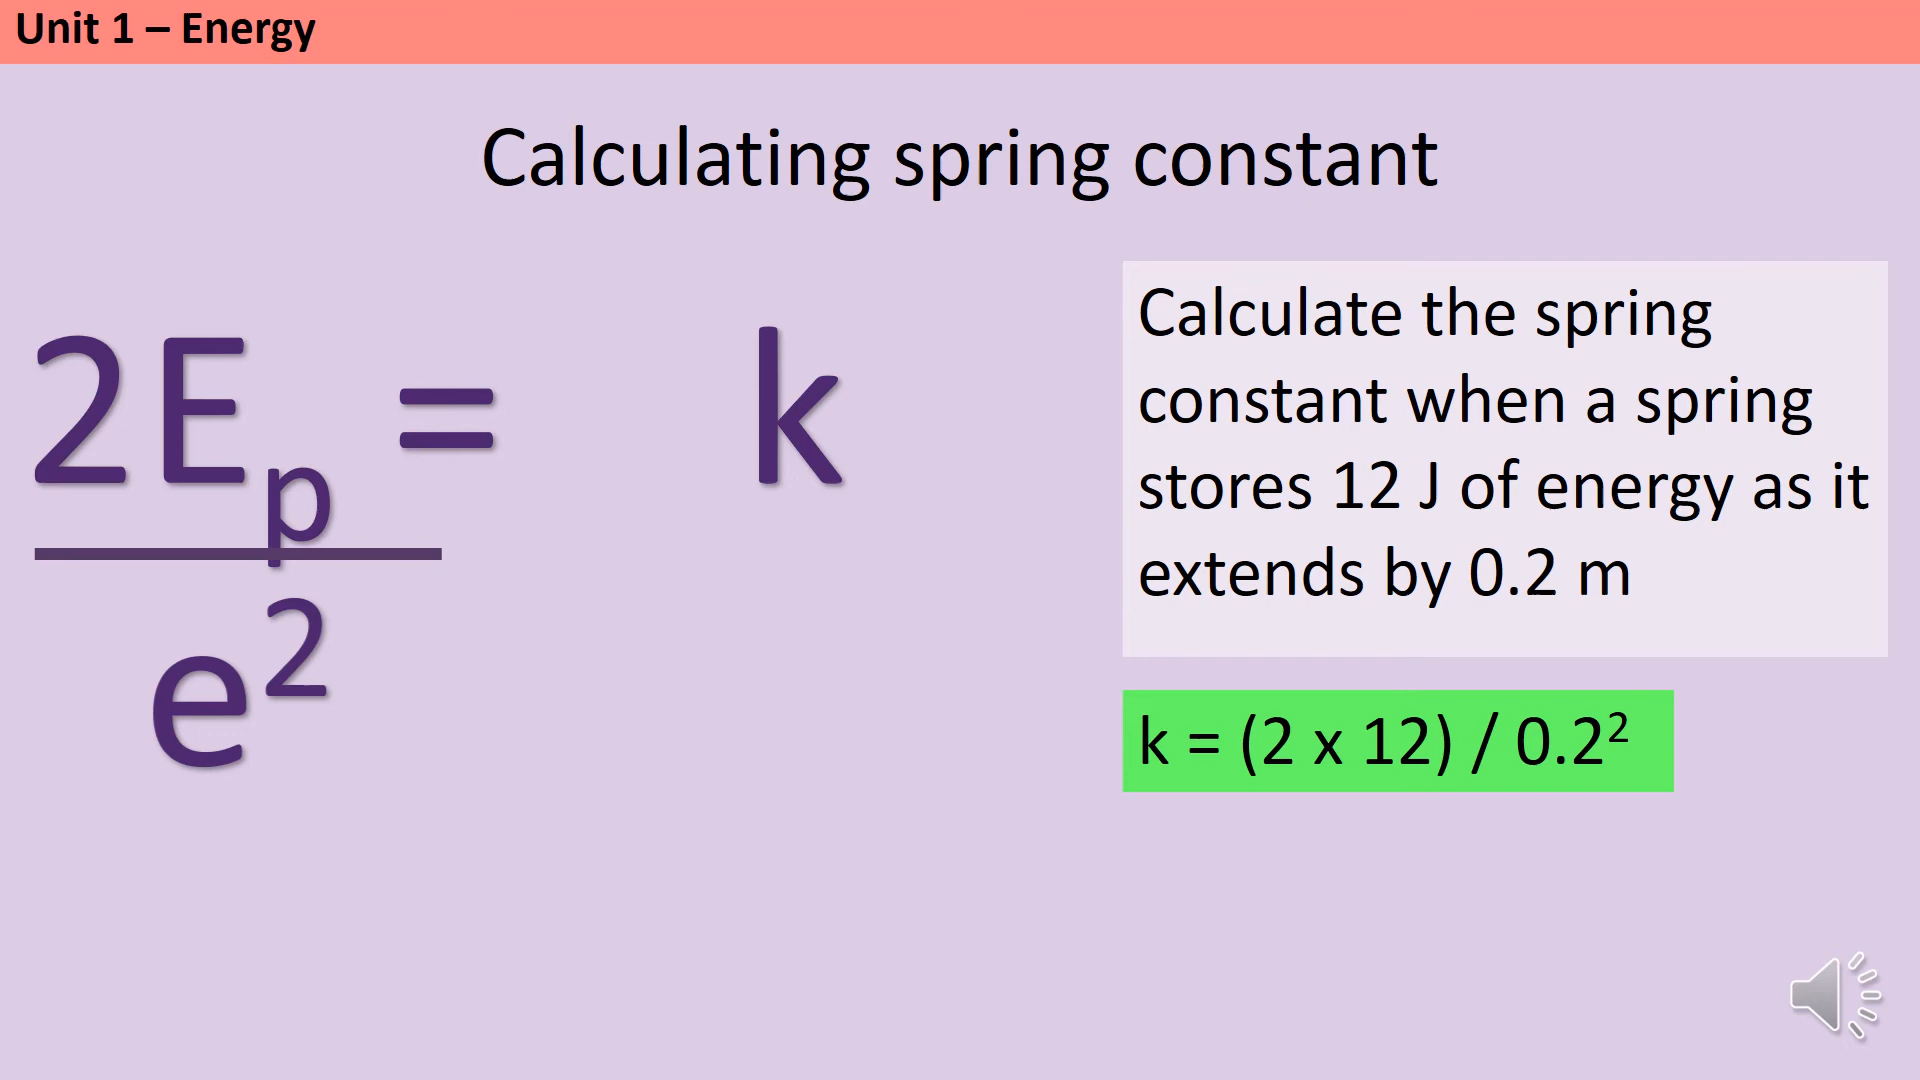 Unit 1 – Energy
Calculating spring constant
2Eₚ = k
e²
Calculate the spring
constant when a spring
stores 12 J of energy as it
extends by 0.2 m
k = (2 x 12) / 0.2²